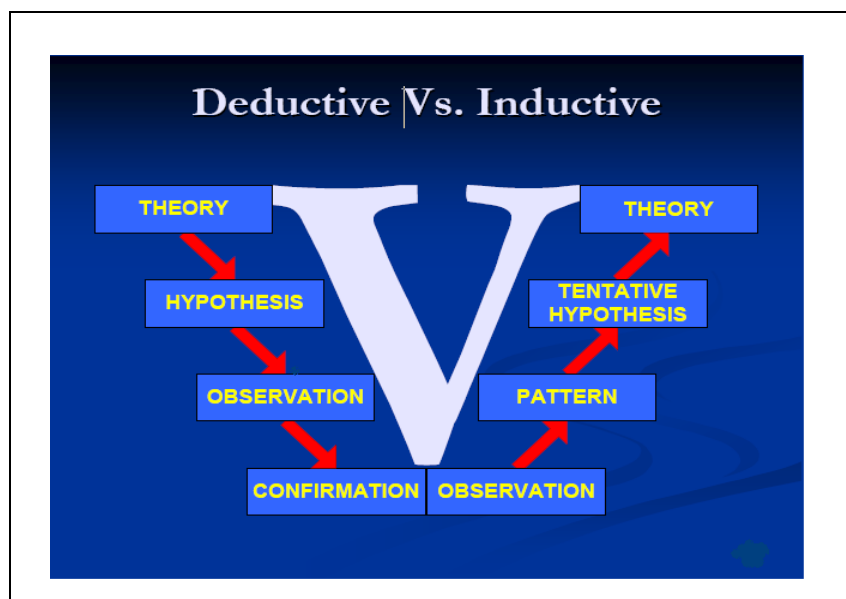 Deductive Vs. Inductive
V
THEORY
HYPOTHESIS
OBSERVATION
CONFIRMATION
OBSERVATION
PATTERN
TENTATIVE
HYPOTHESIS
THEORY